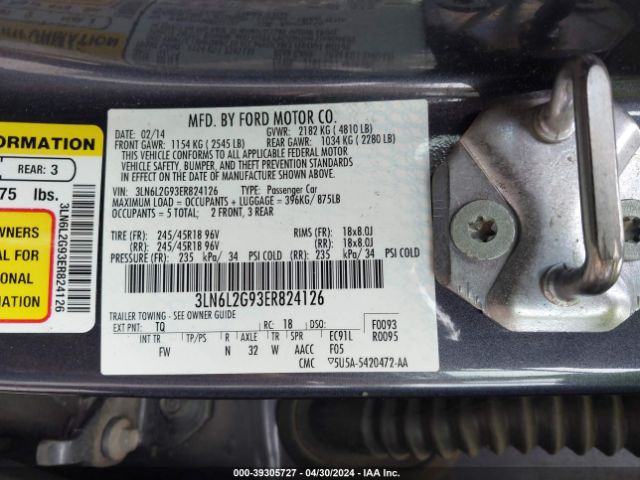 MFD. BY FORD MOTOR CO.
DATE: 02/14 GVWR: 2182 KG ( 4810 LB)
FRONT GAWR: 1154 KG ( 2545 LB) REAR GAWR: 1034 KG ( 2280 LB)
THIS VEHICLE CONFORMS TO ALL APPLICABLE FEDERAL MOTOR
VEHICLE SAFETY, BUMPER, AND THEFT PREVENTION STANDARDS
IN EFFECT ON THE DATE OF MANUFACTURE SHOWN ABOVE.
VIN: 3LN6L2G93ER824126 TYPE: Passenger Car
MAXIMUM LOAD = OCCUPANTS + LUGGAGE = 396KG/ 875LB
OCCUPANTS = 5 TOTAL; 2 FRONT, 3 REAR
TIRE (FR): 245/45R18 96V RIMS (FR): 18x8.0J
(RR): 245/45R18 96V (RR): 18x8.0J
PRESSURE (FR): 235 kPa/ 34 PSI COLD (RR): 235 kPa/ 34 PSI COLD
3LN6L2G93ER824126
TRAILER TOWING - SEE OWNER GUIDE
EXT PNT: TQ RC: 18 DSO: F0093
INT TR TP/PS R AXLE TR SPR EC91L R0095
FW N 32 W AACC F05
CMC 5U5A-5420472-AA
FORMATION
REAR: 3
75 lbs.
WNERS
AL FOR
ONAL
MATION
3LN6L2G93ER824126
000-39305727 - 04/30/2024 - IAA Inc.